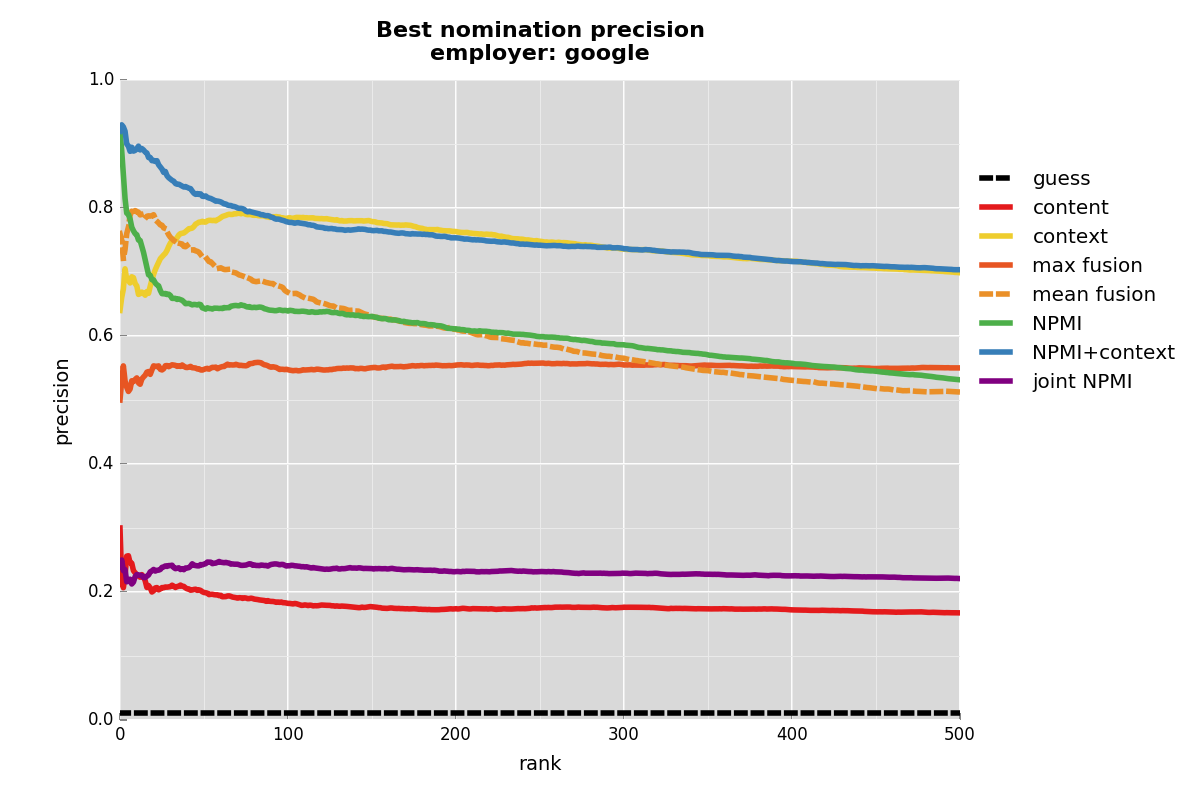 Best nomination precision
employer: google
precision
1.0
0.8
0.6
0.4
0.2
0.0
0 100 200 300 400 500
rank
guess
content
context
max fusion
mean fusion
NPMI
NPMI+context
joint NPMI